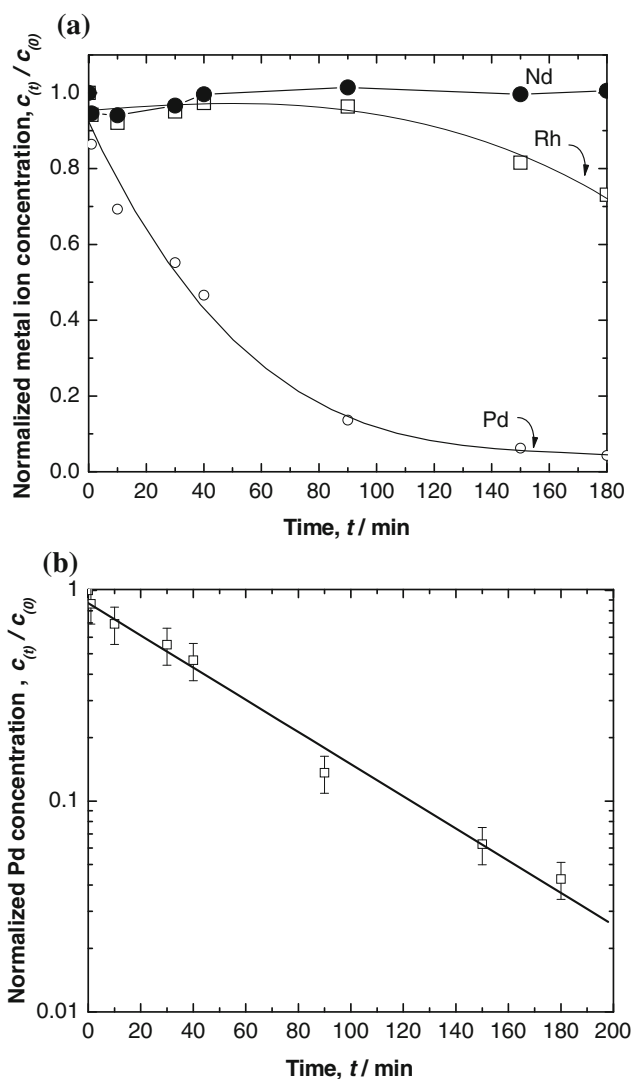 (a)
Normalized metal ion concentration, c(t) / c(0)
1.0
0.8
0.6
0.4
0.2
0.0
Nd
Rh
Pd
0 20 40 60 80 100 120 140 160 180
Time, t / min
(b)
Normalized Pd concentration , c(t) / c(0)
1
0.1
0.01
0 20 40 60 80 100 120 140 160 180 200
Time, t / min